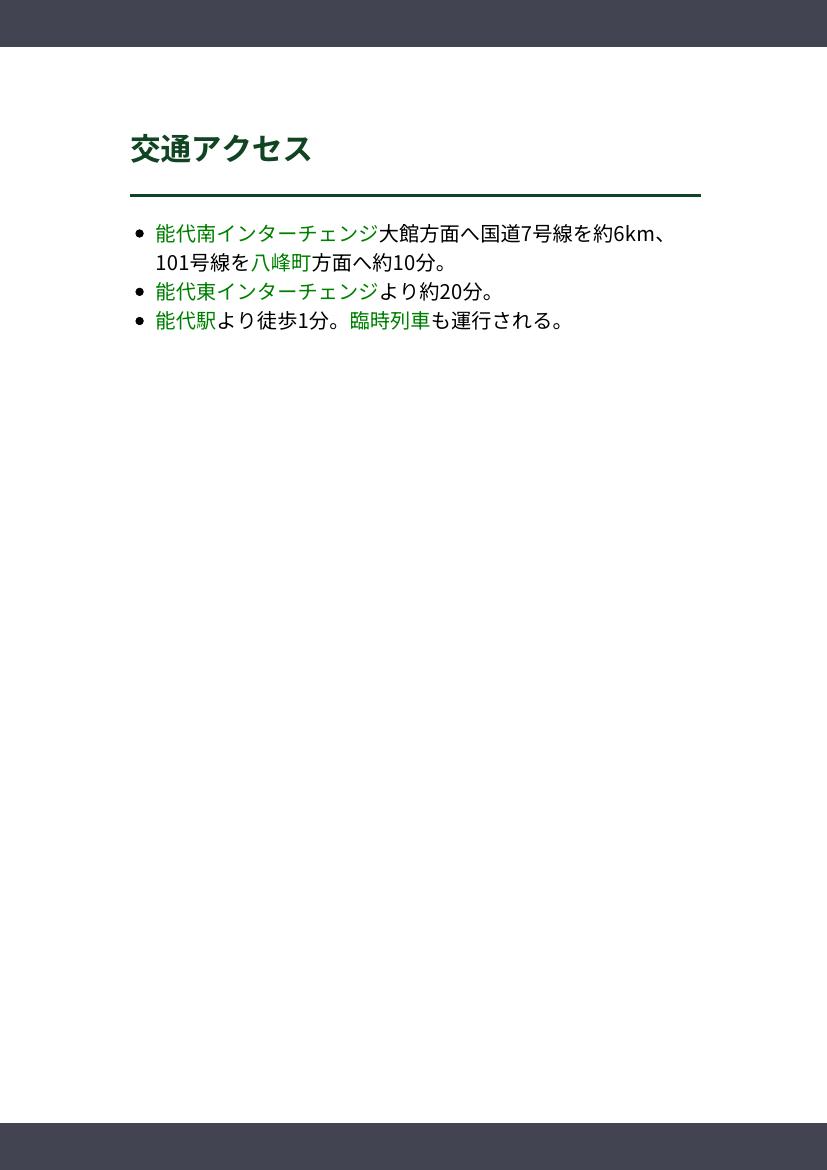 交通アクセス
能代南インターチェンジ大館方面へ国道7号線を約6km、
101号線を八峰町方面へ約10分。
能代東インターチェンジより約20分。
能代駅より徒歩1分。臨時列車も運行される。